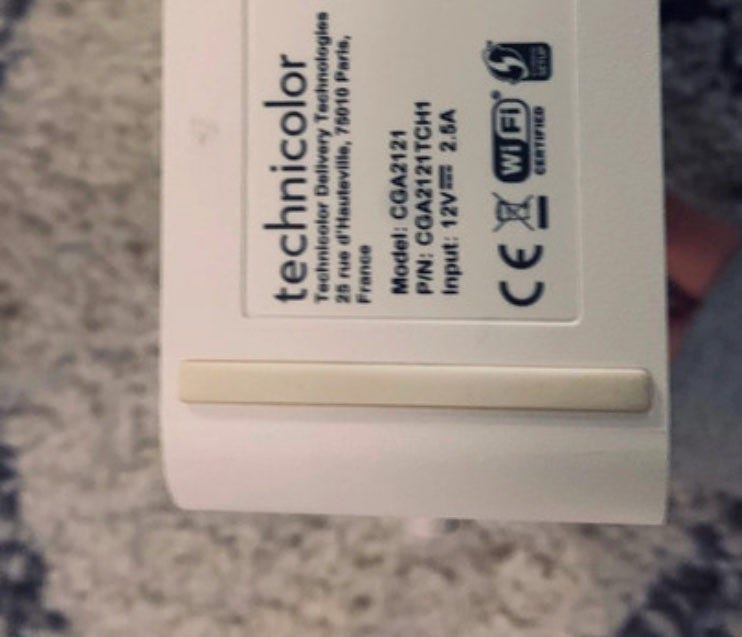 technicolor
Technicolor Delivery Technologies
25 rue d'Hauteville, 75010 Paris,
France
Model: CGA2121
P/N: CGA2121TCH1
Input: 12V⎓ 2.5A
CE
Wi Fi®
CERTIFIED
SETUP